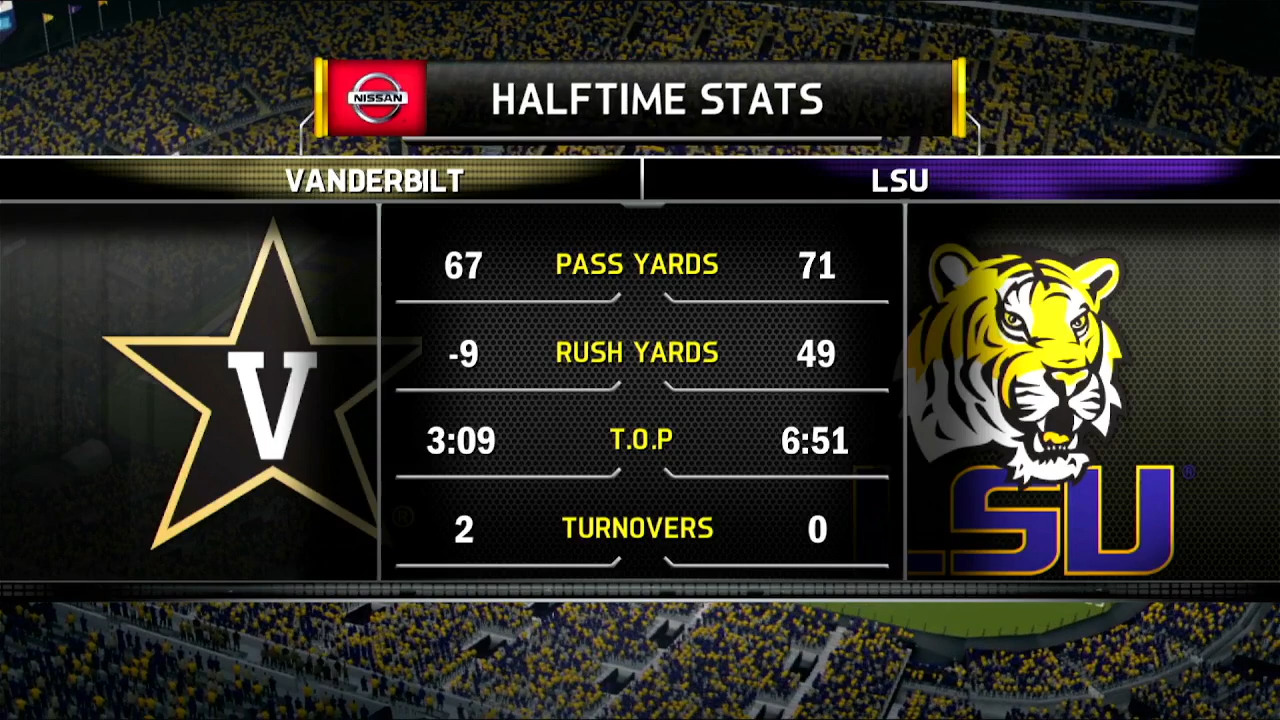 NISSAN
HALFTIME STATS
VANDERBILT LSU
67 PASS YARDS 71
-9 RUSH YARDS 49
3:09 T.O.P 6:51
2 TURNOVERS 0
V
®
LSU
®